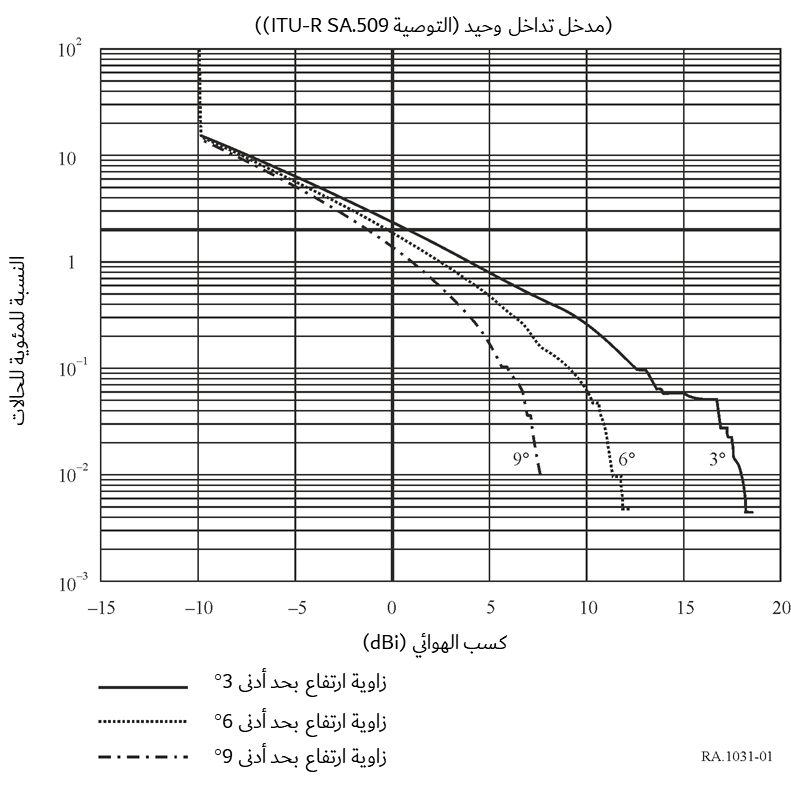 (مدخل تداخل وحيد (التوصية ITU-R SA.509))
10²
10
1
10⁻¹
10⁻²
10⁻³
النسبة للمئوية للحالات
9°
6°
3°
–15
–10
–5
0
5
10
15
20
كسب الهوائي (dBi)
زاوية ارتفاع بحد أدنى 3°
زاوية ارتفاع بحد أدنى 6°
زاوية ارتفاع بحد أدنى 9°
RA.1031-01